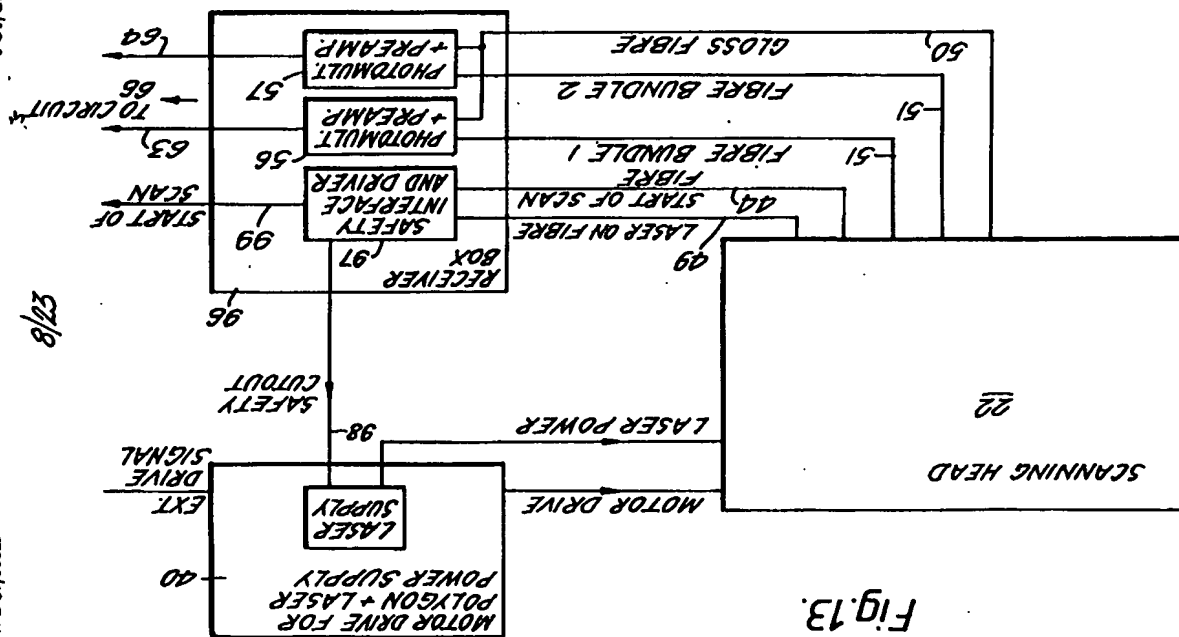 Fig.13.
MOTOR DRIVE FOR
POLYGON + LASER
POWER SUPPLY
40
LASER
SUPPLY
SCANNING HEAD
22
MOTOR DRIVE
EXT.
DRIVE
SIGNAL
LASER POWER
98
SAFETY
CUTOUT
8/23
96
RECEIVER
BOX
49
LASER ON FIBRE
97
SAFETY
INTERFACE
AND DRIVER
99
START OF
SCAN
44
START OF SCAN
FIBRE
51
FIBRE BUNDLE 1
56
PHOTOMULT.
+ PREAMP.
63
TO CIRCUIT
66
51
FIBRE BUNDLE 2
57
PHOTOMULT.
+ PREAMP.
64
50
GLOSS FIBRE